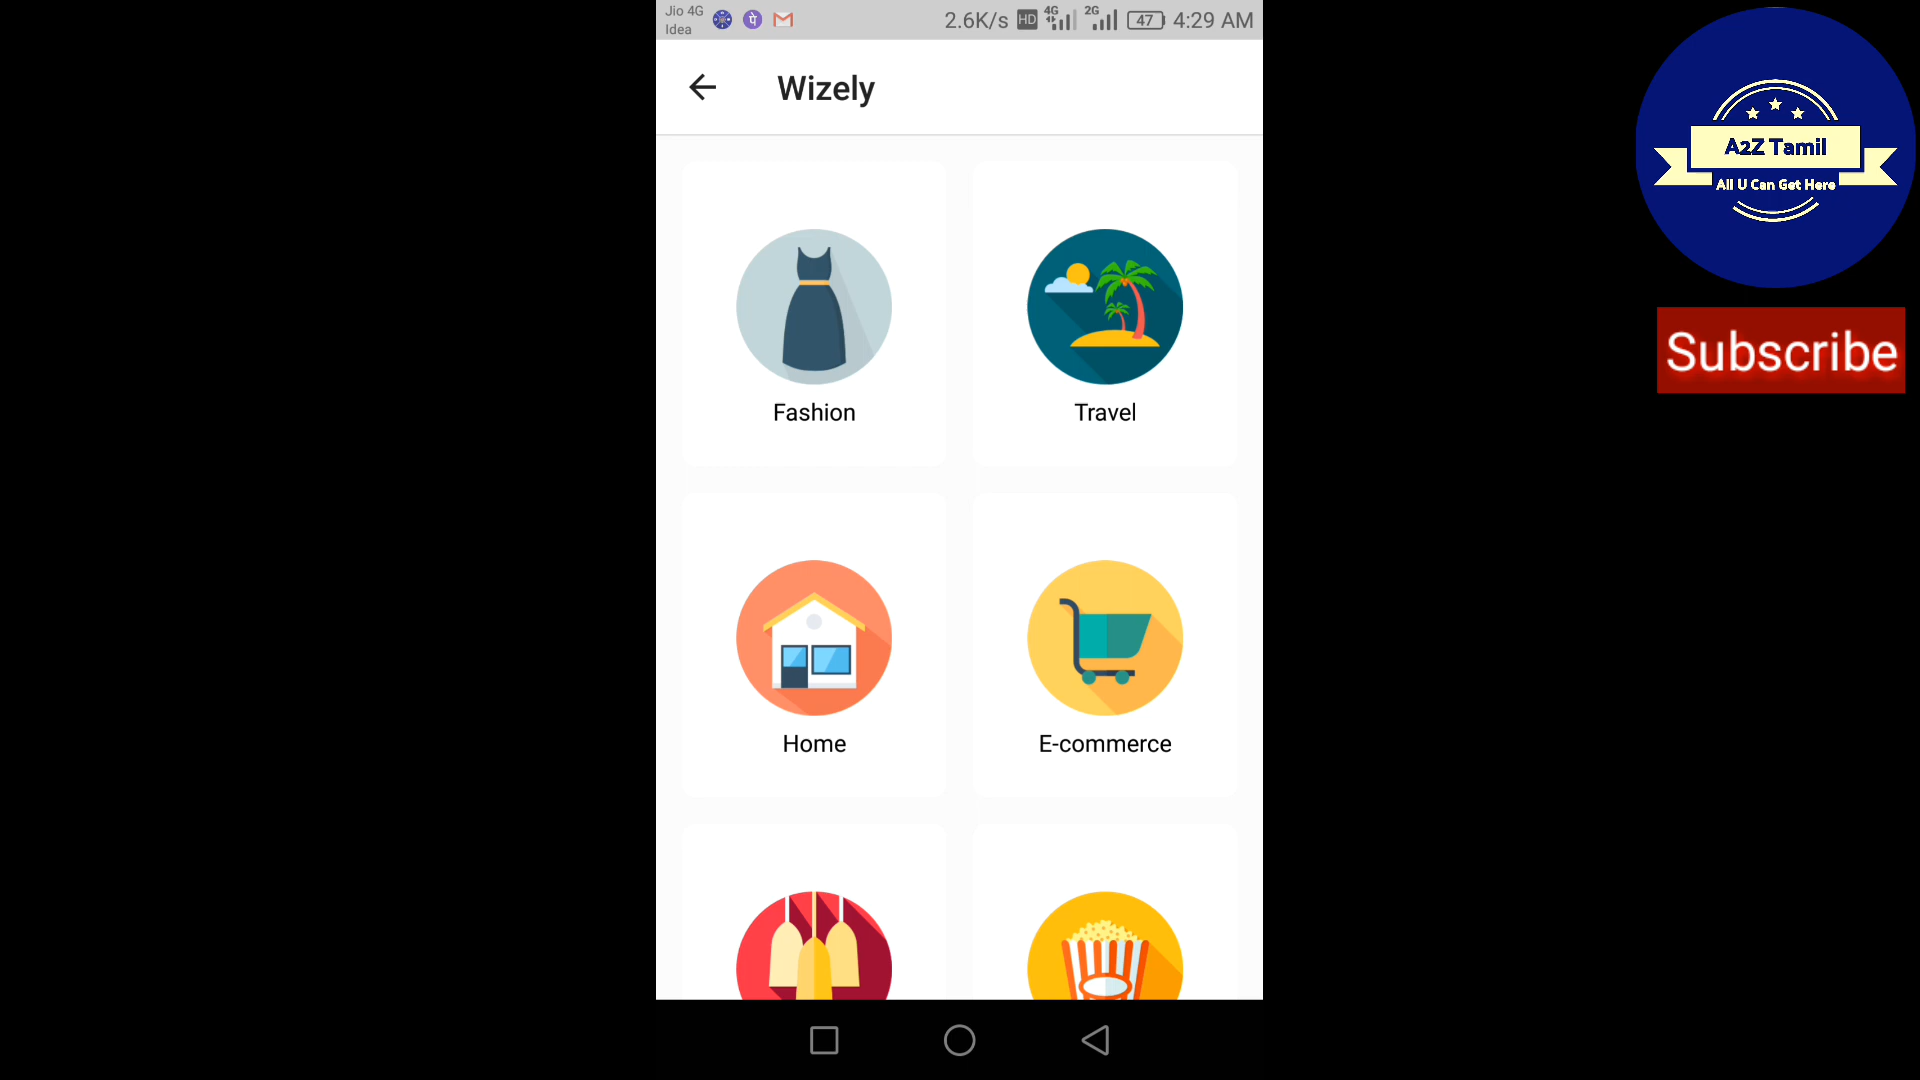 Jio 4G
Idea
पे
2.6K/s HD 4G 2G 47 4:29 AM
Wizely
Fashion
Travel
Home
E-commerce
A2Z Tamil
All U Can Get Here
Subscribe